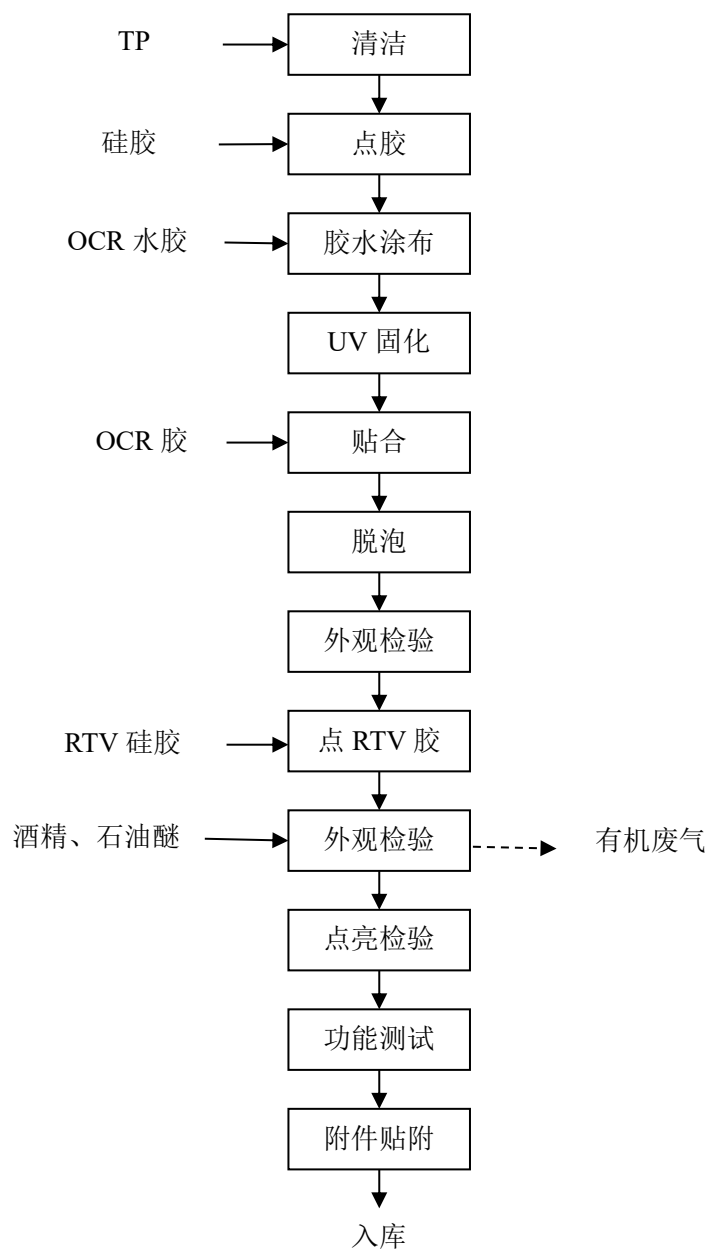 TP
清洁
硅胶
点胶
OCR 水胶
胶水涂布
UV 固化
OCR 胶
贴合
脱泡
外观检验
RTV 硅胶
点 RTV 胶
酒精、石油醚
外观检验
有机废气
点亮检验
功能测试
附件贴附
入库